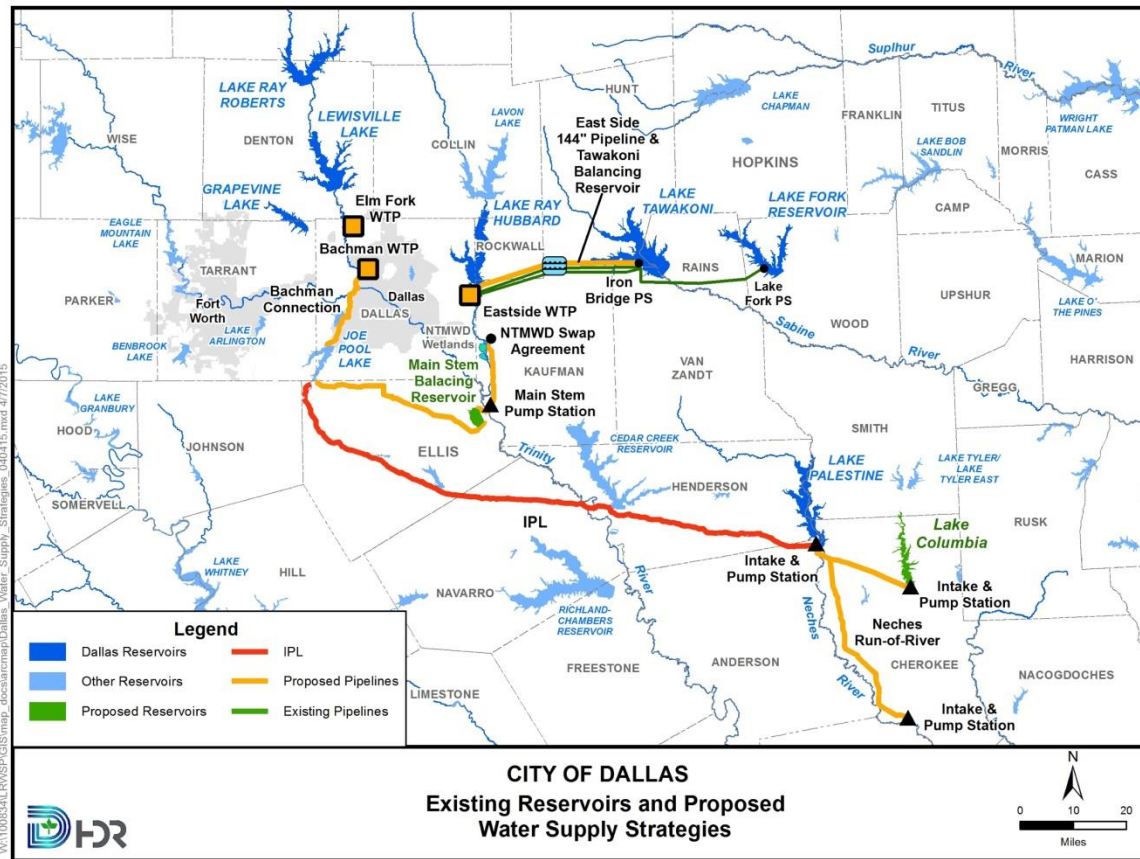 Suplhur
River
LAKE RAY
ROBERTS
HUNT
LAKE
CHAPMAN
FRANKLIN
TITUS
WRIGHT
PATMAN LAKE
WISE
DENTON
LEWISVILLE
LAKE
COLLIN
LAVON
LAKE
East Side
144" Pipeline &
Tawakoni
Balancing
Reservoir
HOPKINS
LAKE BOB
SANDLIN
MORRIS
CASS
GRAPEVINE
LAKE
Elm Fork
WTP
LAKE RAY
HUBBARD
LAKE
TAWAKONI
LAKE FORK
RESERVOIR
CAMP
EAGLE
MOUNTAIN
LAKE
Bachman WTP
ROCKWALL
MARION
TARRANT
Iron
Bridge PS
RAINS
Lake
Fork PS
UPSHUR
PARKER
Fort
Worth
Bachman
Connection
Dallas
DALLAS
Eastside WTP
WOOD
LAKE O'
THE PINES
LAKE
ARLINGTON
BENBROOK
LAKE
JOE
POOL
LAKE
NTMWD
Wetlands
NTMWD Swap
Agreement
Sabine
River
HARRISON
Main Stem
Balacing
Reservoir
KAUFMAN
VAN
ZANDT
GREGG
Main Stem
Pump Station
LAKE
GRANBURY
HOOD
JOHNSON
ELLIS
Trinity
CEDAR CREEK
RESERVOIR
SMITH
LAKE
PALESTINE
LAKE TYLER/
LAKE
TYLER EAST
SOMERVELL
HENDERSON
RUSK
IPL
Lake
Columbia
LAKE
WHITNEY
HILL
River
Intake &
Pump Station
Intake &
Pump Station
NAVARRO
RICHLAND-
CHAMBERS
RESERVOIR
Neches
Neches
Run-of-River
CHEROKEE
FREESTONE
ANDERSON
River
NACOGDOCHES
LIMESTONE
Intake &
Pump Station
Legend
Dallas Reservoirs
IPL
Other Reservoirs
Proposed Pipelines
Proposed Reservoirs
Existing Pipelines
CITY OF DALLAS
Existing Reservoirs and Proposed
Water Supply Strategies
HDR
N
0 10 20
Miles